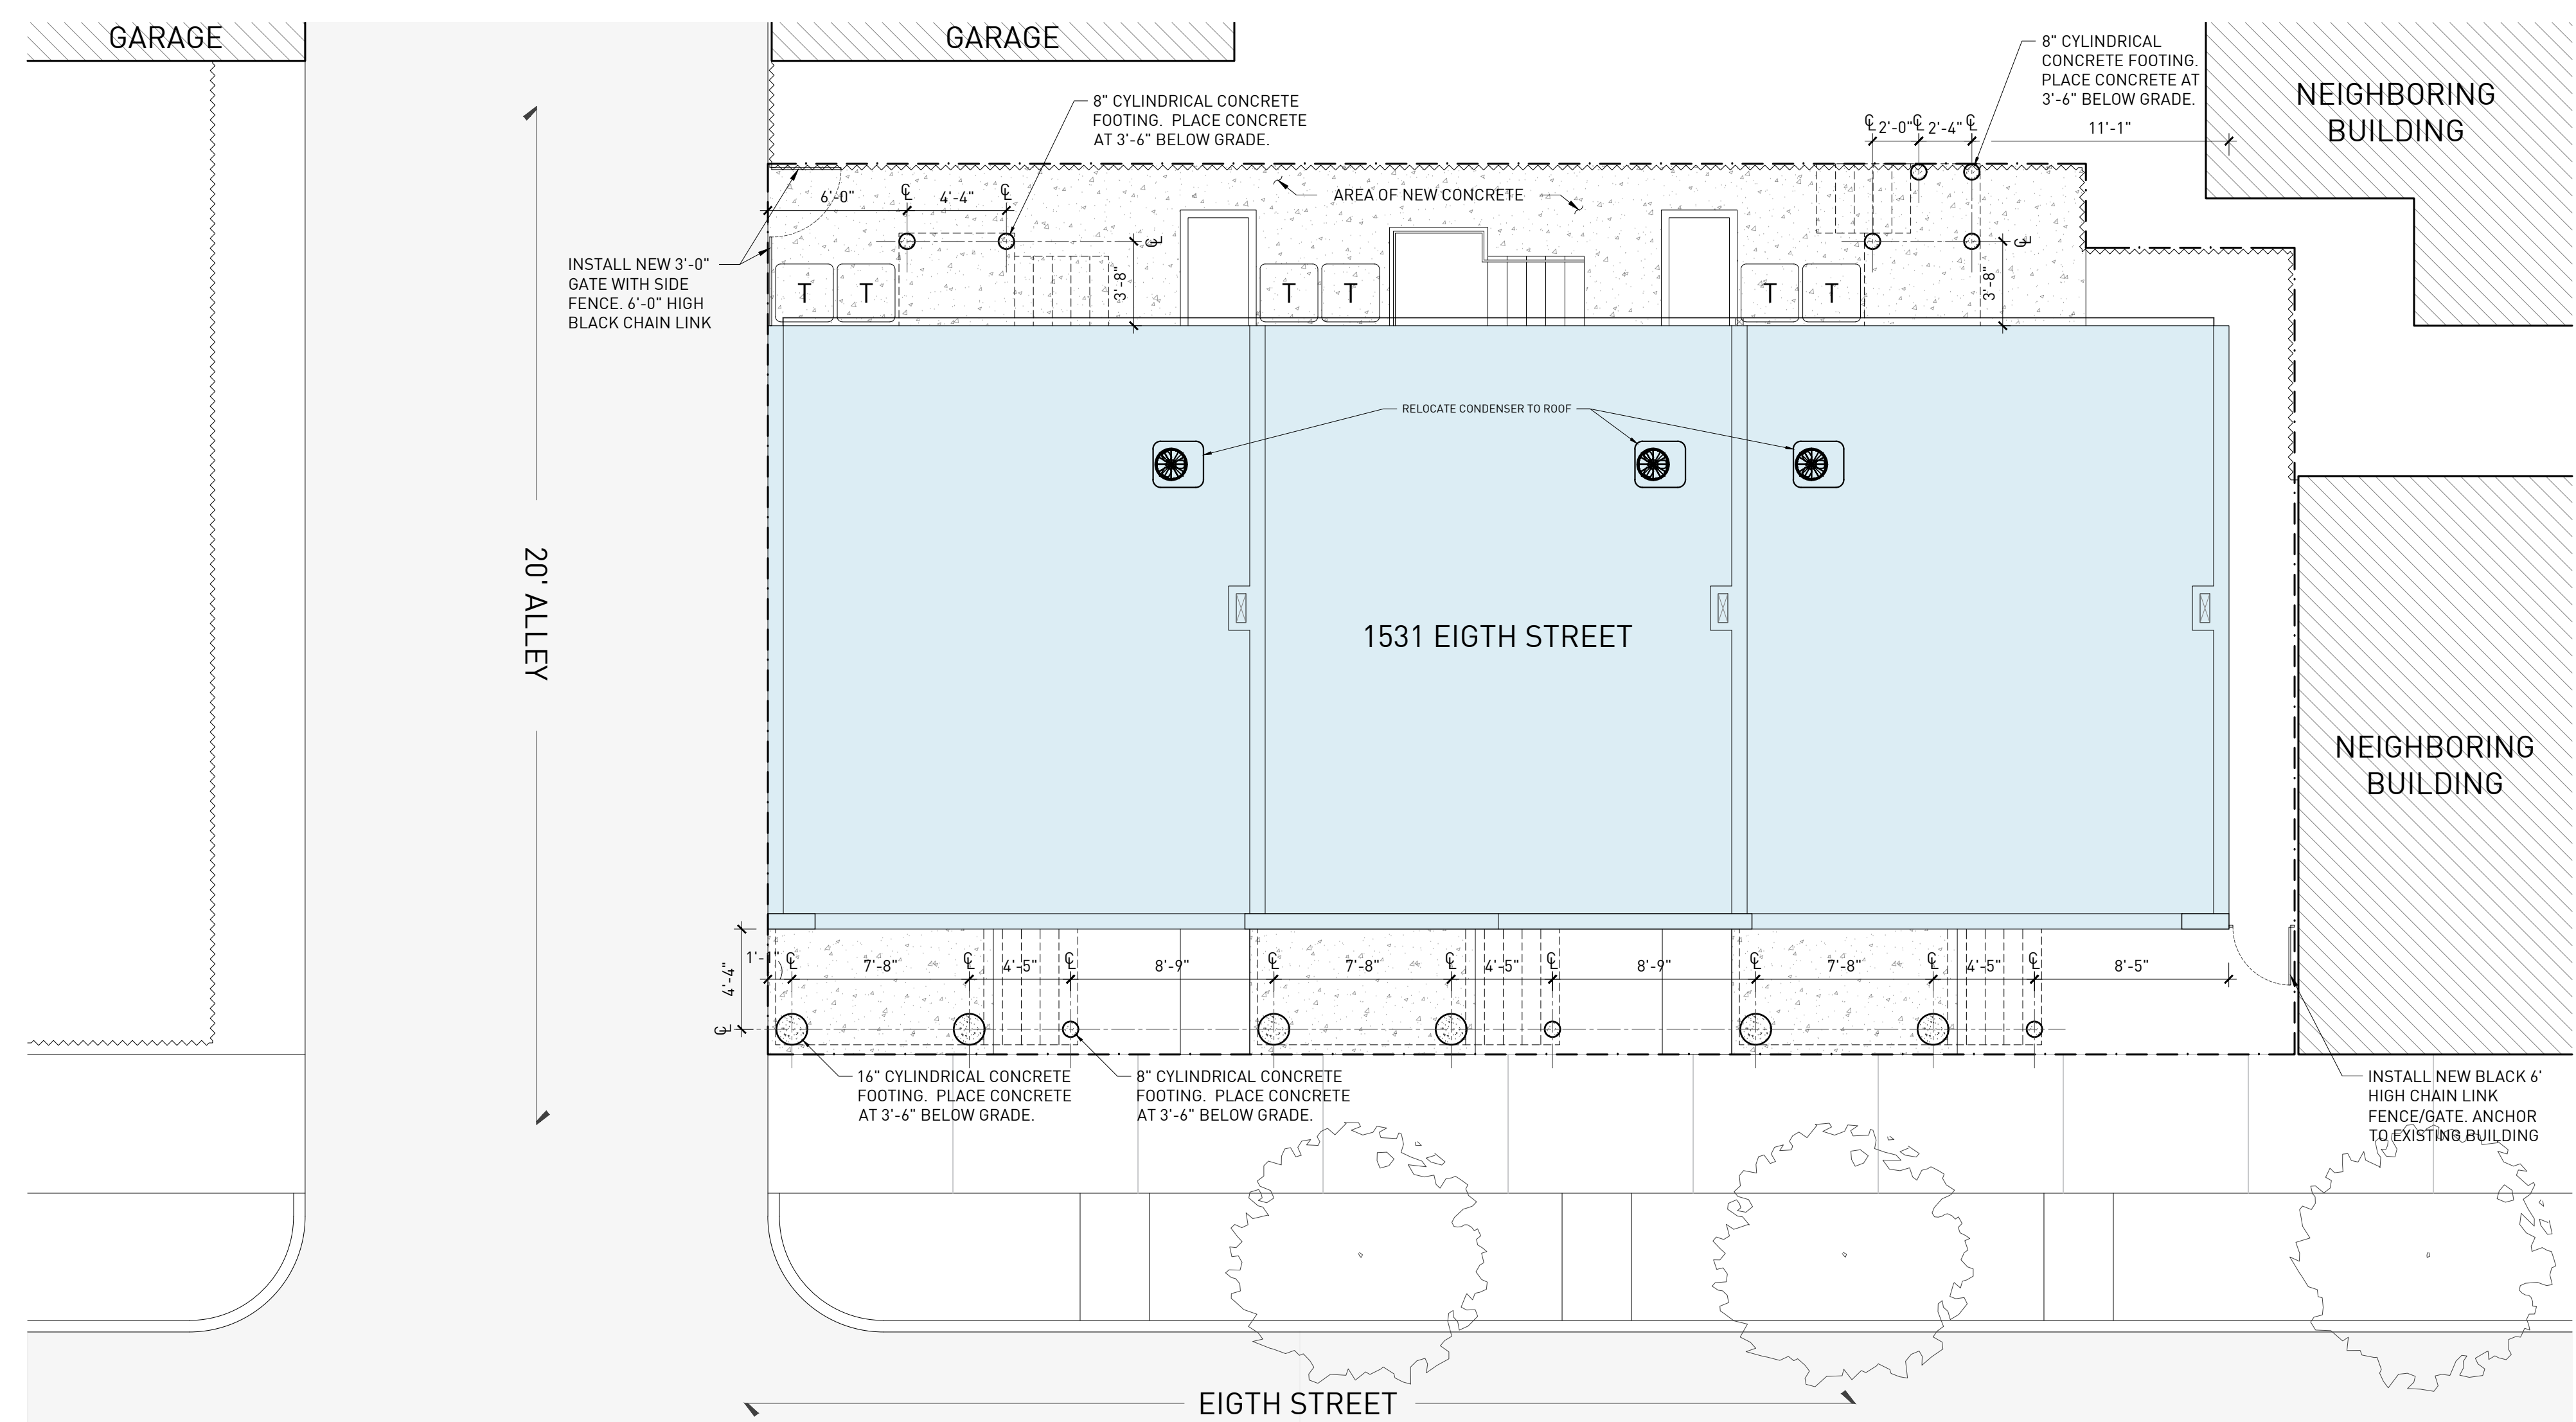 GARAGE
GARAGE
8" CYLINDRICAL
CONCRETE FOOTING.
PLACE CONCRETE AT
3'-6" BELOW GRADE.
NEIGHBORING
BUILDING
8" CYLINDRICAL CONCRETE
FOOTING.  PLACE CONCRETE
AT 3'-6" BELOW GRADE.
℄ 2'-0" ℄ 2'-4" ℄
11'-1"
6'-0"
℄
4'-4"
℄
AREA OF NEW CONCRETE
℄
℄
INSTALL NEW 3'-0"
GATE WITH SIDE
FENCE. 6'-0" HIGH
BLACK CHAIN LINK
T
T
3'-8"
T
T
T
T
3'-8"
RELOCATE CONDENSER TO ROOF
20' ALLEY
1531 EIGTH STREET
NEIGHBORING
BUILDING
4'-4"
℄
1'-1"
℄
7'-8"
℄
4'-5"
℄
8'-9"
℄
7'-8"
℄
4'-5"
℄
8'-9"
℄
7'-8"
℄
4'-5"
℄
8'-5"
16" CYLINDRICAL CONCRETE
FOOTING.  PLACE CONCRETE
AT 3'-6" BELOW GRADE.
8" CYLINDRICAL CONCRETE
FOOTING.  PLACE CONCRETE
AT 3'-6" BELOW GRADE.
INSTALL NEW BLACK 6'
HIGH CHAIN LINK
FENCE/GATE. ANCHOR
TO EXISTING BUILDING
EIGTH STREET